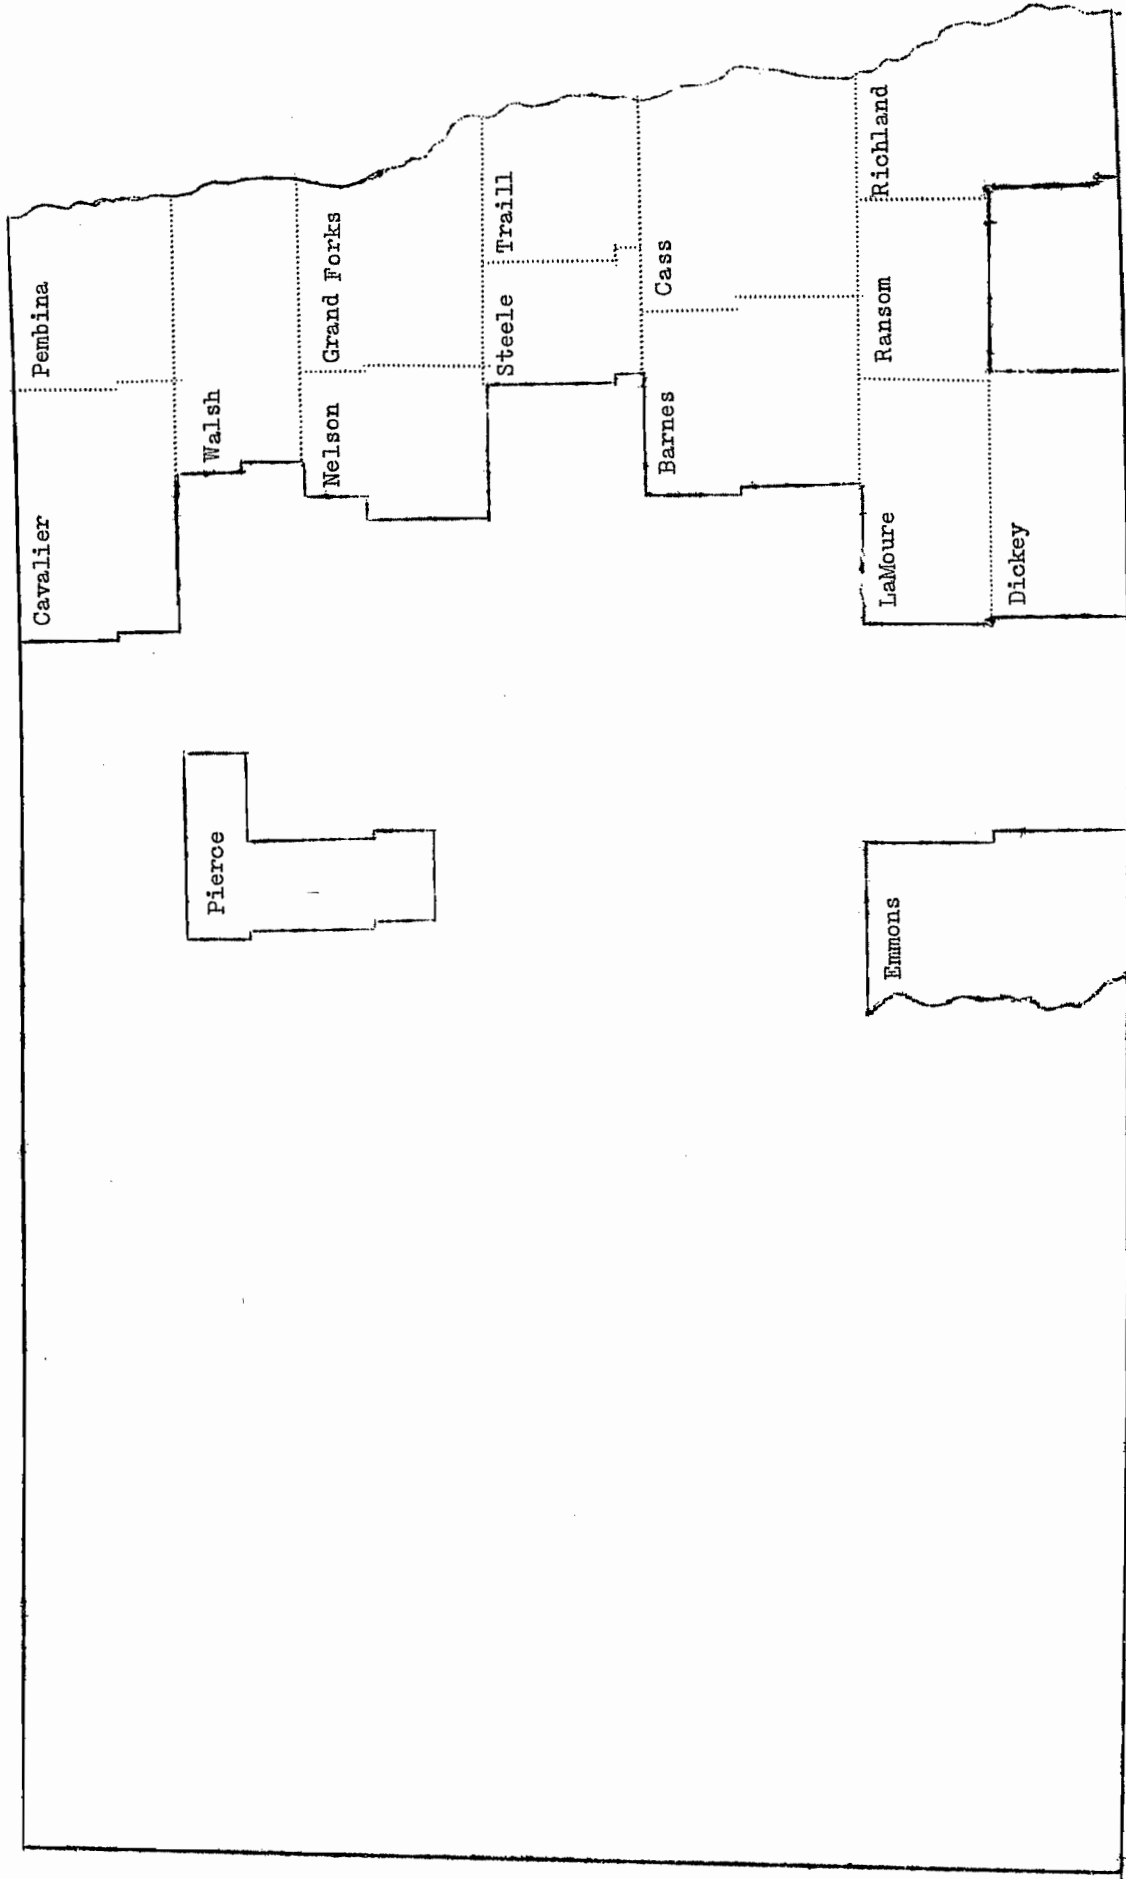 Cavalier
Pembina
Pierce
Walsh
Nelson
Grand Forks
Steele
Traill
Barnes
Cass
Emmons
LaMoure
Ransom
Richland
Dickey